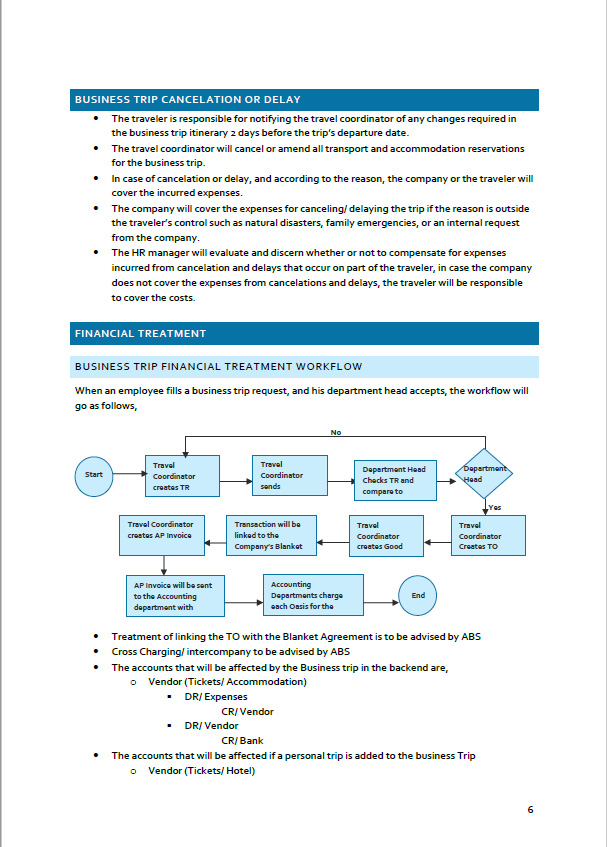 BUSINESS TRIP CANCELATION OR DELAY
• The traveler is responsible for notifying the travel coordinator of any changes required in
the business trip itinerary 2 days before the trip's departure date.
• The travel coordinator will cancel or amend all transport and accommodation reservations
for the business trip.
• In case of cancelation or delay, and according to the reason, the company or the traveler will
cover the incurred expenses.
• The company will cover the expenses for canceling/ delaying the trip if the reason is outside
the traveler's control such as natural disasters, family emergencies, or an internal request
from the company.
• The HR manager will evaluate and discern whether or not to compensate for expenses
incurred from cancelation and delays that occur on part of the traveler, in case the company
does not cover the expenses from cancelations and delays, the traveler will be responsible
to cover the costs.
FINANCIAL TREATMENT
BUSINESS TRIP FINANCIAL TREATMENT WORKFLOW
When an employee fills a business trip request, and his department head accepts, the workflow will
go as follows,
No
Start
Travel
Coordinator
creates TR
Travel
Coordinator
sends
Department Head
Checks TR and
compare to
Department
Head
Yes
Travel Coordinator
creates AP Invoice
Transaction will be
linked to the
Company's Blanket
Travel
Coordinator
creates Good
Travel
Coordinator
Creates TO
AP Invoice will be sent
to the Accounting
department with
Accounting
Departments charge
each Oasis for the
End
• Treatment of linking the TO with the Blanket Agreement is to be advised by ABS
• Cross Charging/ intercompany to be advised by ABS
• The accounts that will be affected by the Business trip in the backend are,
o Vendor (Tickets/ Accommodation)
▪ DR/ Expenses
CR/ Vendor
▪ DR/ Vendor
CR/ Bank
• The accounts that will be affected if a personal trip is added to the business Trip
o Vendor (Tickets/ Hotel)
6